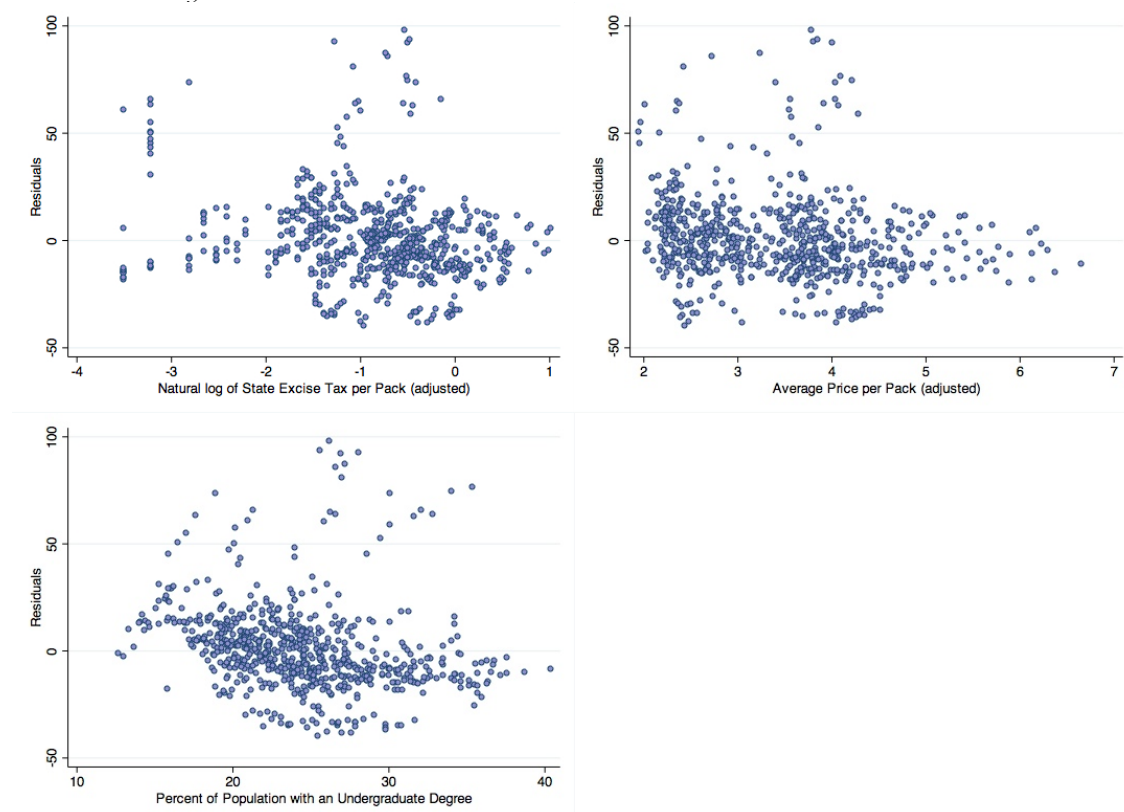 100
50
0
-50
Residuals
-4 -3 -2 -1 0 1
Natural log of State Excise Tax per Pack (adjusted)
100
50
0
-50
Residuals
2 3 4 5 6 7
Average Price per Pack (adjusted)
100
50
0
-50
Residuals
10 20 30 40
Percent of Population with an Undergraduate Degree